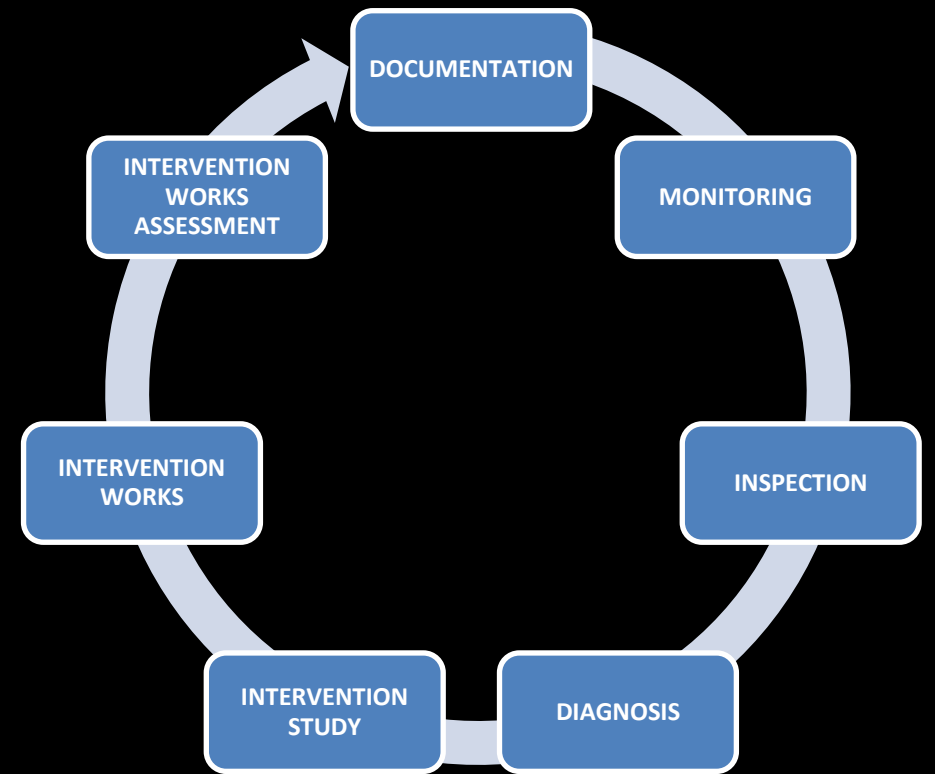 DOCUMENTATION
MONITORING
INSPECTION
DIAGNOSIS
INTERVENTION
STUDY
INTERVENTION
WORKS
INTERVENTION
WORKS
ASSESSMENT